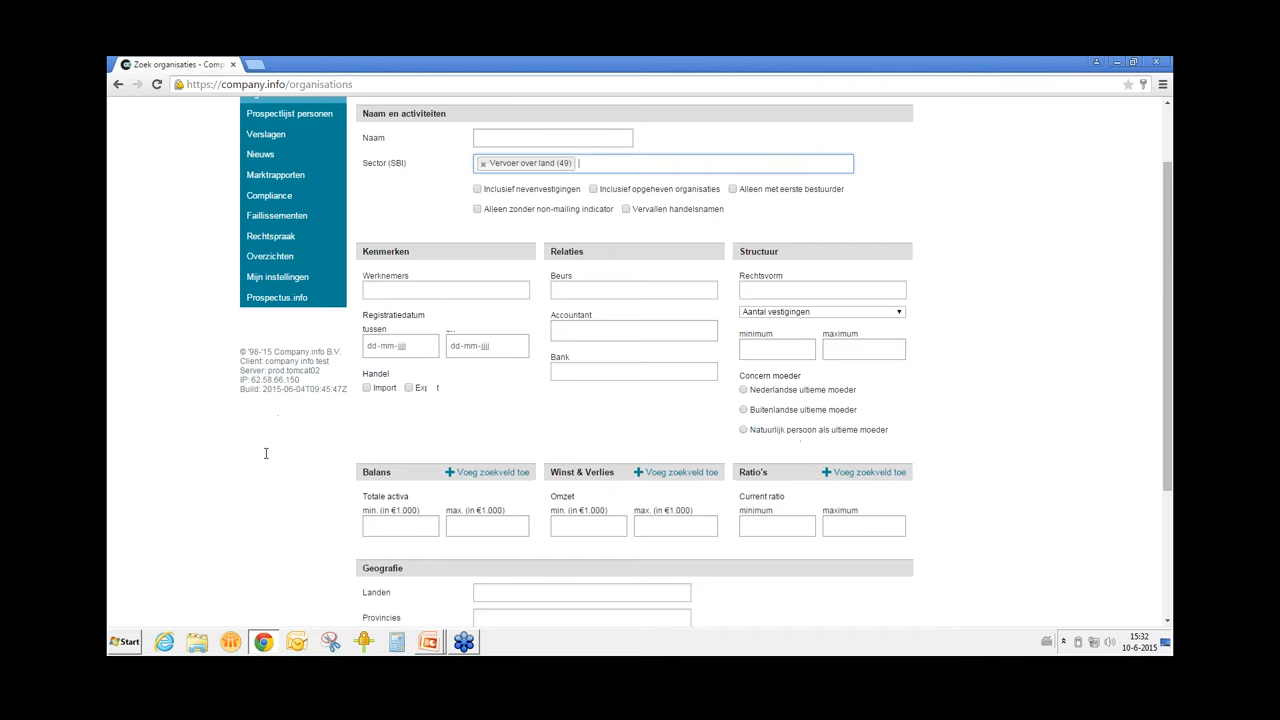 Zoek organisaties - Comp
https://company.info/organisations
Prospectlijst personen
Verslagen
Nieuws
Marktrapporten
Compliance
Faillissementen
Rechtspraak
Overzichten
Mijn instellingen
Prospectus.info
© '98-'15 Company.info B.V.
Client: company info test
Server: prod.tomcat02
IP: 62.58.66.150
Build: 2015-06-04T09:45:47Z
Naam en activiteiten
Naam
Sector (SBI) × Vervoer over land (49)
Inclusief nevenvestigingen Inclusief opgeheven organisaties Alleen met eerste bestuurder
Alleen zonder non-mailing indicator Vervallen handelsnamen
Kenmerken
Werknemers
Registratiedatum
tussen
dd-mm-jjjj dd-mm-jjjj
Handel
Import Exp t
Relaties
Beurs
Accountant
Bank
Structuur
Rechtsvorm
Aantal vestigingen
minimum maximum
Concern moeder
Nederlandse ultieme moeder
Buitenlandse ultieme moeder
Natuurlijk persoon als ultieme moeder
Balans + Voeg zoekveld toe
Totale activa
min. (in €1.000) max. (in €1.000)
Winst & Verlies + Voeg zoekveld toe
Omzet
min. (in €1.000) max. (in €1.000)
Ratio's + Voeg zoekveld toe
Current ratio
minimum maximum
Geografie
Landen
Provincies
Start
15:32
10-6-2015